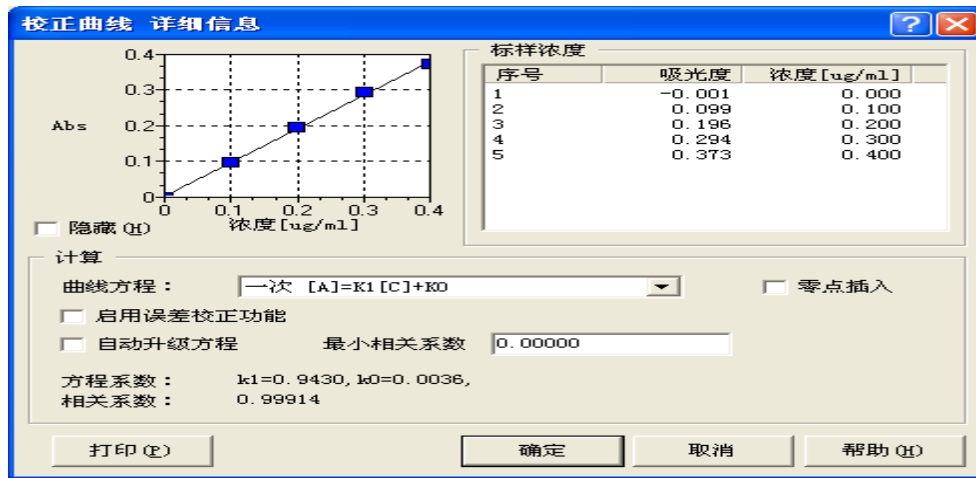 校正曲线 详细信息
0.4
0.3
Abs 0.2
0.1
0
0 0.1 0.2 0.3 0.4
浓度[ug/ml]
隐藏(H)
标样浓度
序号 吸光度 浓度[ug/ml]
1 -0.001 0.000
2 0.099 0.100
3 0.196 0.200
4 0.294 0.300
5 0.373 0.400
计算
曲线方程： 一次 [A]=K1[C]+K0 零点插入
启用误差校正功能
自动升级方程 最小相关系数 0.00000
方程系数： k1=0.9430,k0=0.0036,
相关系数： 0.99914
打印(P) 确定 取消 帮助(H)